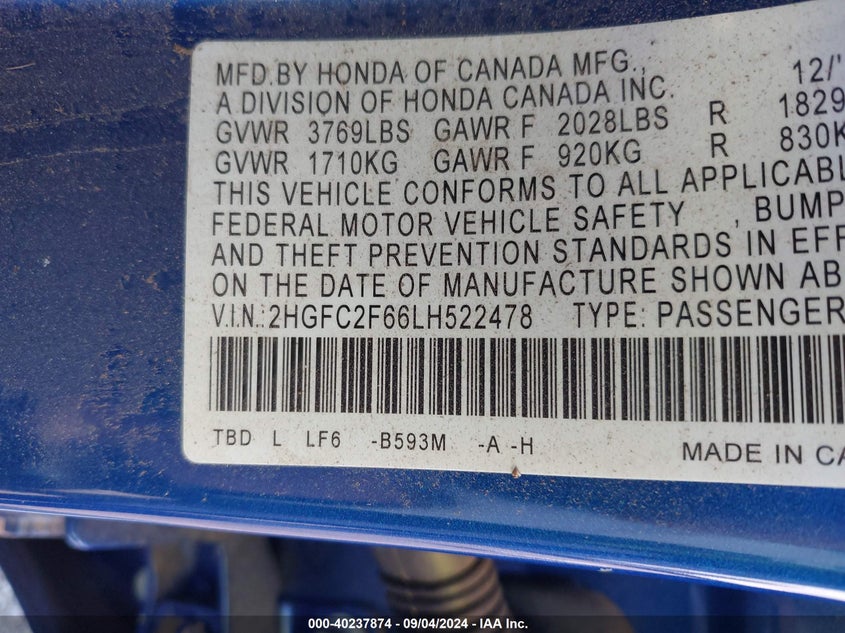 MFD.BY HONDA OF CANADA MFG., 12/'
A DIVISION OF HONDA CANADA INC.
GVWR 3769LBS GAWR F 2028LBS R 1829
GVWR 1710KG GAWR F 920KG R 830K
THIS VEHICLE CONFORMS TO ALL APPLICABL
FEDERAL MOTOR VEHICLE SAFETY , BUMP
AND THEFT PREVENTION STANDARDS IN EFF
ON THE DATE OF MANUFACTURE SHOWN AB
V.I.N.: 2HGFC2F66LH522478 TYPE: PASSENGER
TBD L LF6 -B593M -A -H
MADE IN CA
000-40237874 - 09/04/2024 - IAA Inc.